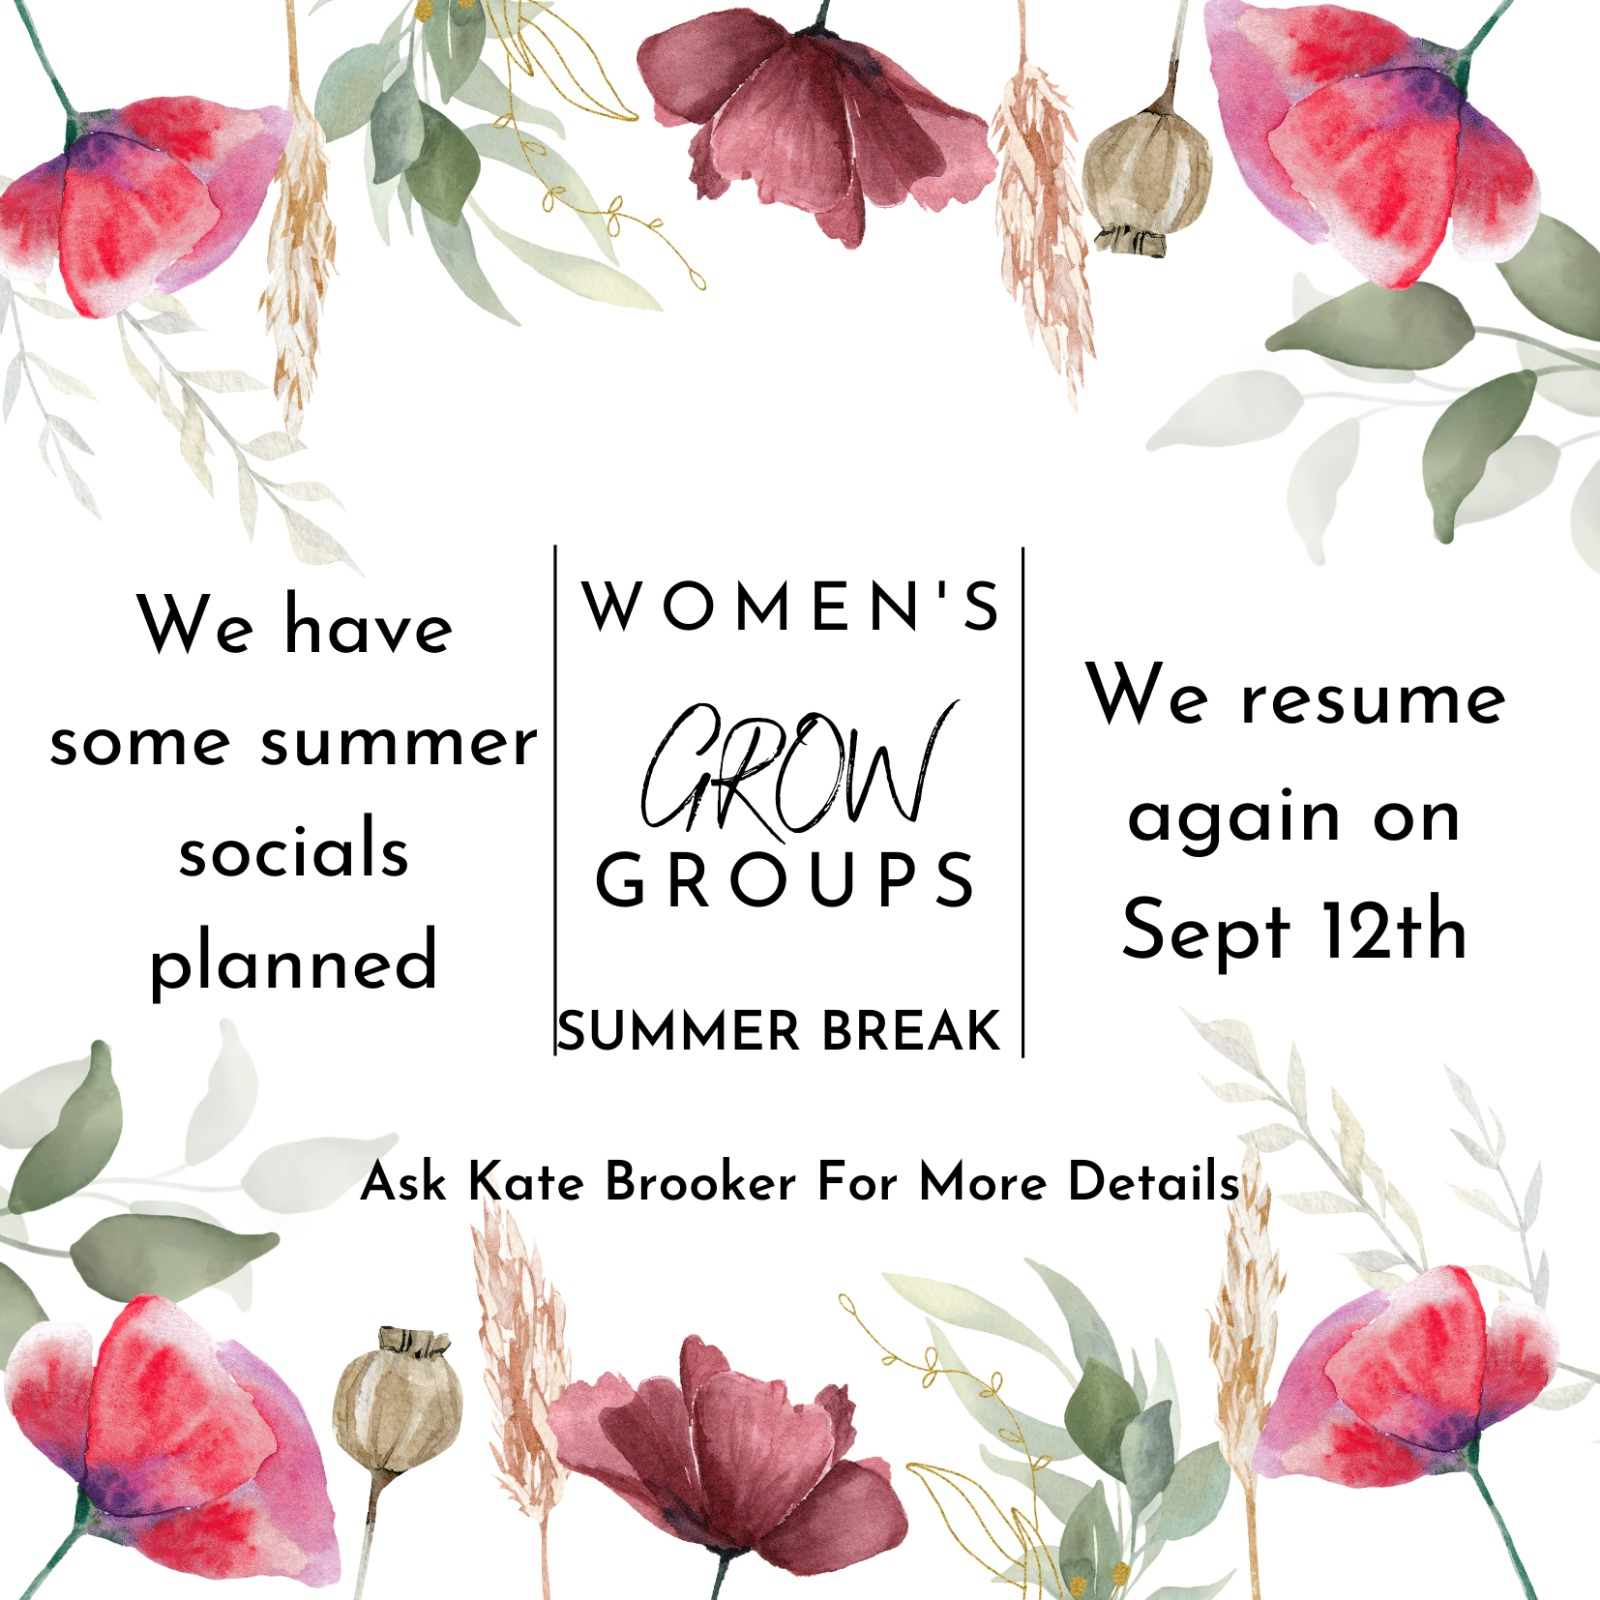 We have
some summer
socials
planned
WOMEN'S
GROW
GROUPS
SUMMER BREAK
We resume
again on
Sept 12th
Ask Kate Brooker For More Details